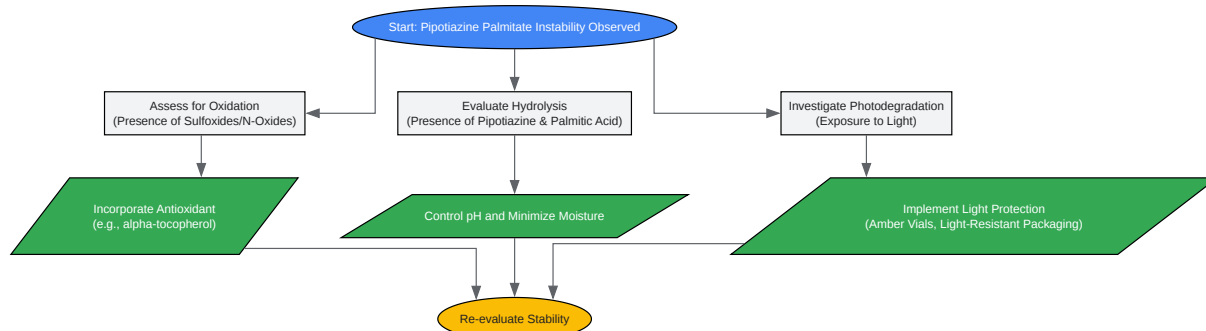 Start: Pipotiazine Palmitate Instability Observed
Assess for Oxidation
(Presence of Sulfoxides/N-Oxides)
Evaluate Hydrolysis
(Presence of Pipotiazine & Palmitic Acid)
Investigate Photodegradation
(Exposure to Light)
Incorporate Antioxidant
(e.g., alpha-tocopherol)
Control pH and Minimize Moisture
Implement Light Protection
(Amber Vials, Light-Resistant Packaging)
Re-evaluate Stability